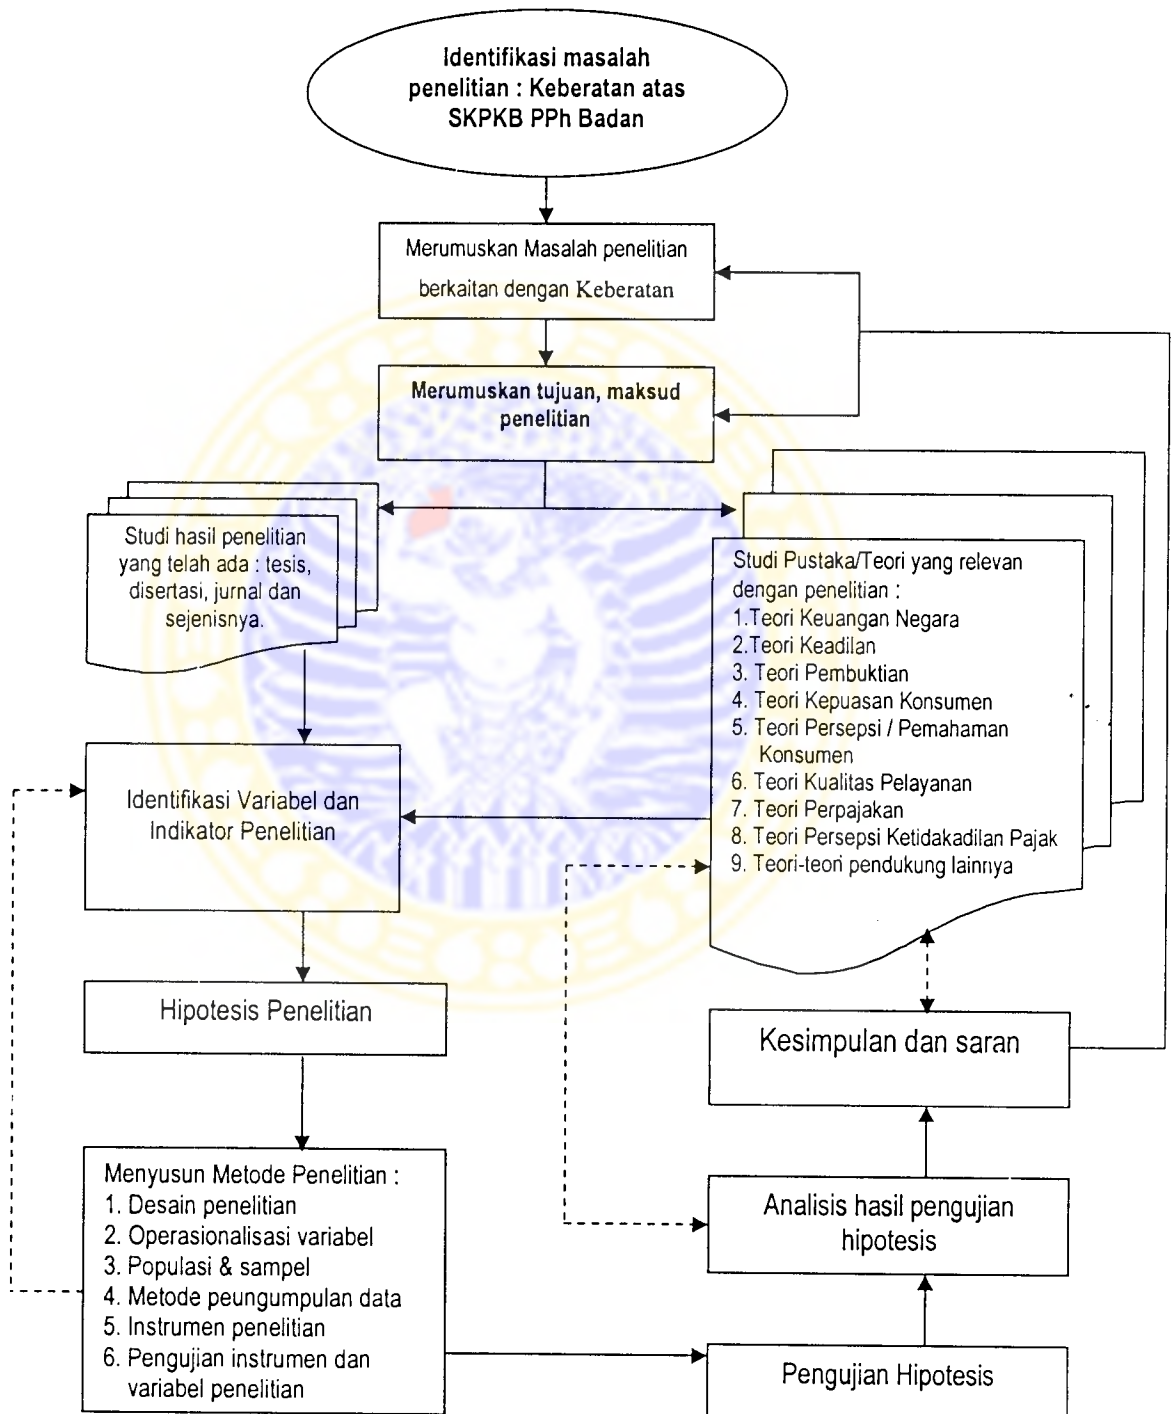 Identifikasi masalah
penelitian : Keberatan atas
SKPKB PPh Badan
Merumuskan Masalah penelitian
berkaitan dengan Keberatan
Merumuskan tujuan, maksud
penelitian
Studi hasil penelitian
yang telah ada : tesis,
disertasi, jurnal dan
sejenisnya.
Studi Pustaka/Teori yang relevan
dengan penelitian :
1.Teori Keuangan Negara
2.Teori Keadilan
3. Teori Pembuktian
4. Teori Kepuasan Konsumen
5. Teori Persepsi / Pemahaman
Konsumen
6. Teori Kualitas Pelayanan
7. Teori Perpajakan
8. Teori Persepsi Ketidakadilan Pajak
9. Teori-teori pendukung lainnya
Identifikasi Variabel dan
Indikator Penelitian
Hipotesis Penelitian
Menyusun Metode Penelitian :
1. Desain penelitian
2. Operasionalisasi variabel
3. Populasi & sampel
4. Metode peungumpulan data
5. Instrumen penelitian
6. Pengujian instrumen dan
variabel penelitian
Kesimpulan dan saran
Analisis hasil pengujian
hipotesis
Pengujian Hipotesis